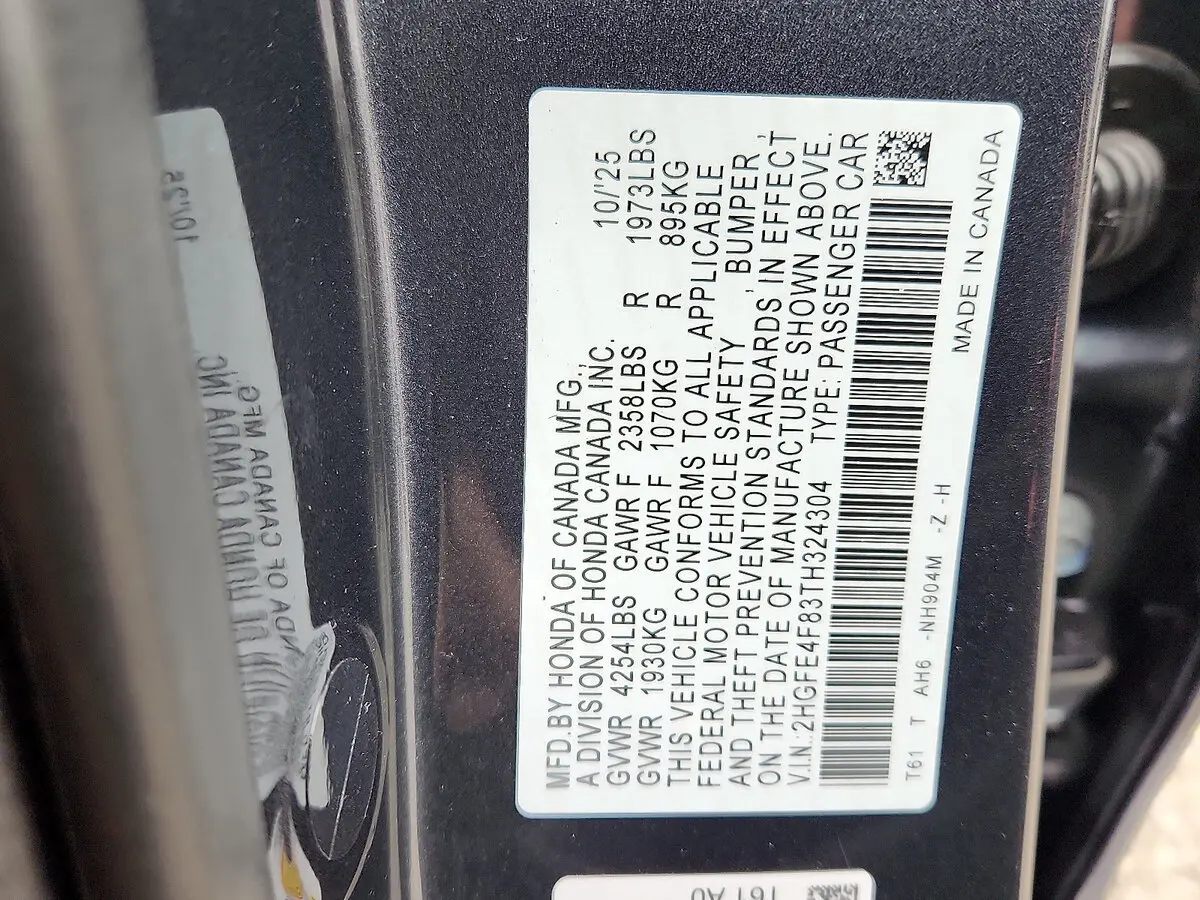 MFD.BY HONDA OF CANADA MFG.,
A DIVISION OF HONDA CANADA INC. 10/'25
GVWR 4254LBS GAWR F 2358LBS R 1973LBS
GVWR 1930KG GAWR F 1070KG R 895KG
THIS VEHICLE CONFORMS TO ALL APPLICABLE
FEDERAL MOTOR VEHICLE SAFETY , BUMPER ,
AND THEFT PREVENTION STANDARDS IN EFFECT
ON THE DATE OF MANUFACTURE SHOWN ABOVE.
V.I.N.:2HGFE4F83TH324304 TYPE: PASSENGER CAR
T61 T AH6 -NH904M -Z -H
MADE IN CANADA